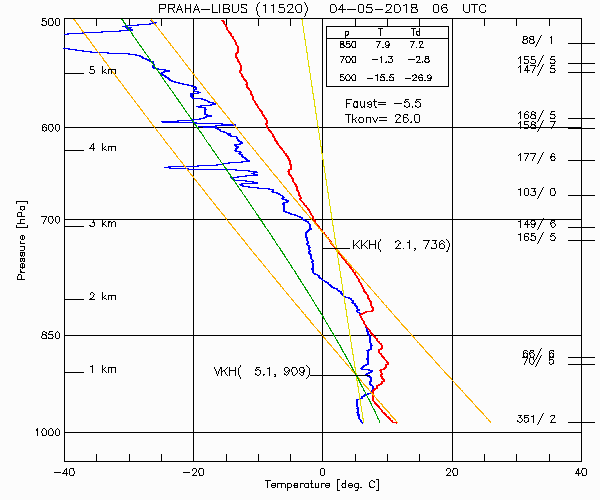 PRAHA-LIBUS (11520) 04-05-2018 06 UTC
p T Td
850 7.9 7.2
700 -1.3 -2.8
500 -15.5 -26.9
Faust= -5.5
Tkonv= 26.0
500
600
700
850
1000
Pressure [hPa]
5 km
4 km
3 km
2 km
1 km
KKH( 2.1, 736)
VKH( 5.1, 909)
88/ 1
155/ 5
147/ 5
168/ 5
158/ 7
177/ 6
103/ 0
149/ 6
165/ 5
66/ 6
70/ 5
351/ 2
-40 -20 0 20 40
Temperature [deg. C]